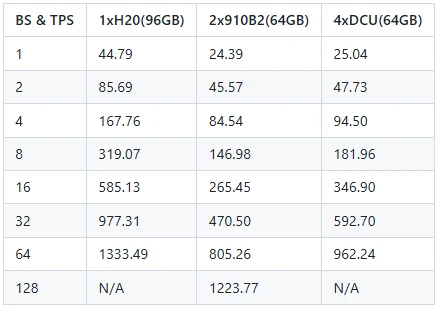 BS & TPS 1xH20(96GB) 2x910B2(64GB) 4xDCU(64GB)
1 44.79 24.39 25.04
2 85.69 45.57 47.73
4 167.76 84.54 94.50
8 319.07 146.98 181.96
16 585.13 265.45 346.90
32 977.31 470.50 592.70
64 1333.49 805.26 962.24
128 N/A 1223.77 N/A